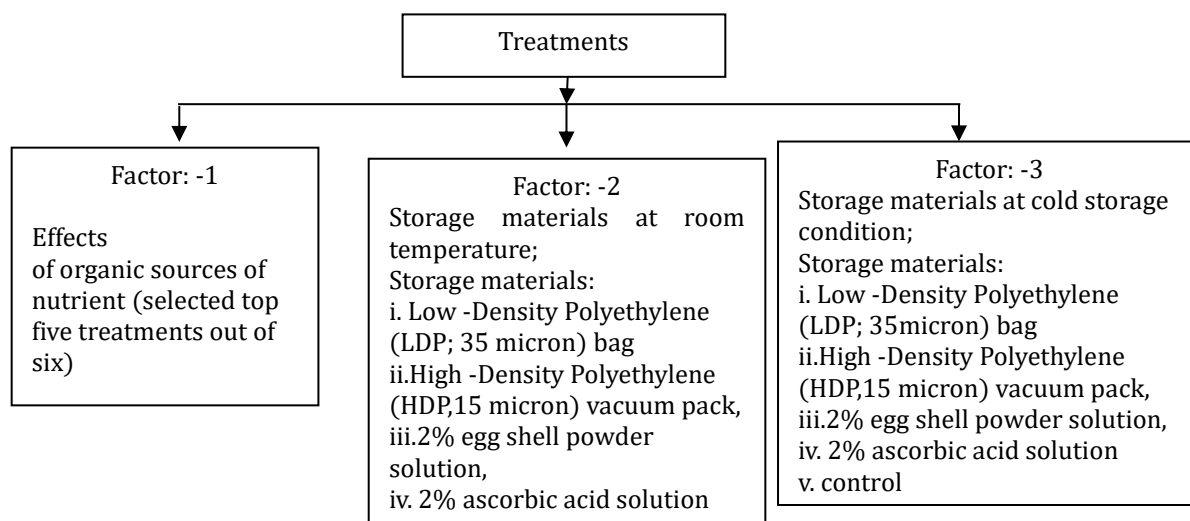 Treatments
Factor: -1
Effects
of organic sources of
nutrient (selected top
five treatments out of
six)
Factor: -2
Storage materials at room
temperature;
Storage materials:
i. Low -Density Polyethylene
(LDP; 35 micron) bag
ii.High -Density Polyethylene
(HDP,15 micron) vacuum pack,
iii.2% egg shell powder
solution,
iv. 2% ascorbic acid solution
Factor: -3
Storage materials at cold storage
condition;
Storage materials:
i. Low -Density Polyethylene
(LDP; 35micron) bag
ii.High -Density Polyethylene
(HDP,15 micron) vacuum pack,
iii.2% egg shell powder solution,
iv. 2% ascorbic acid solution
v. control